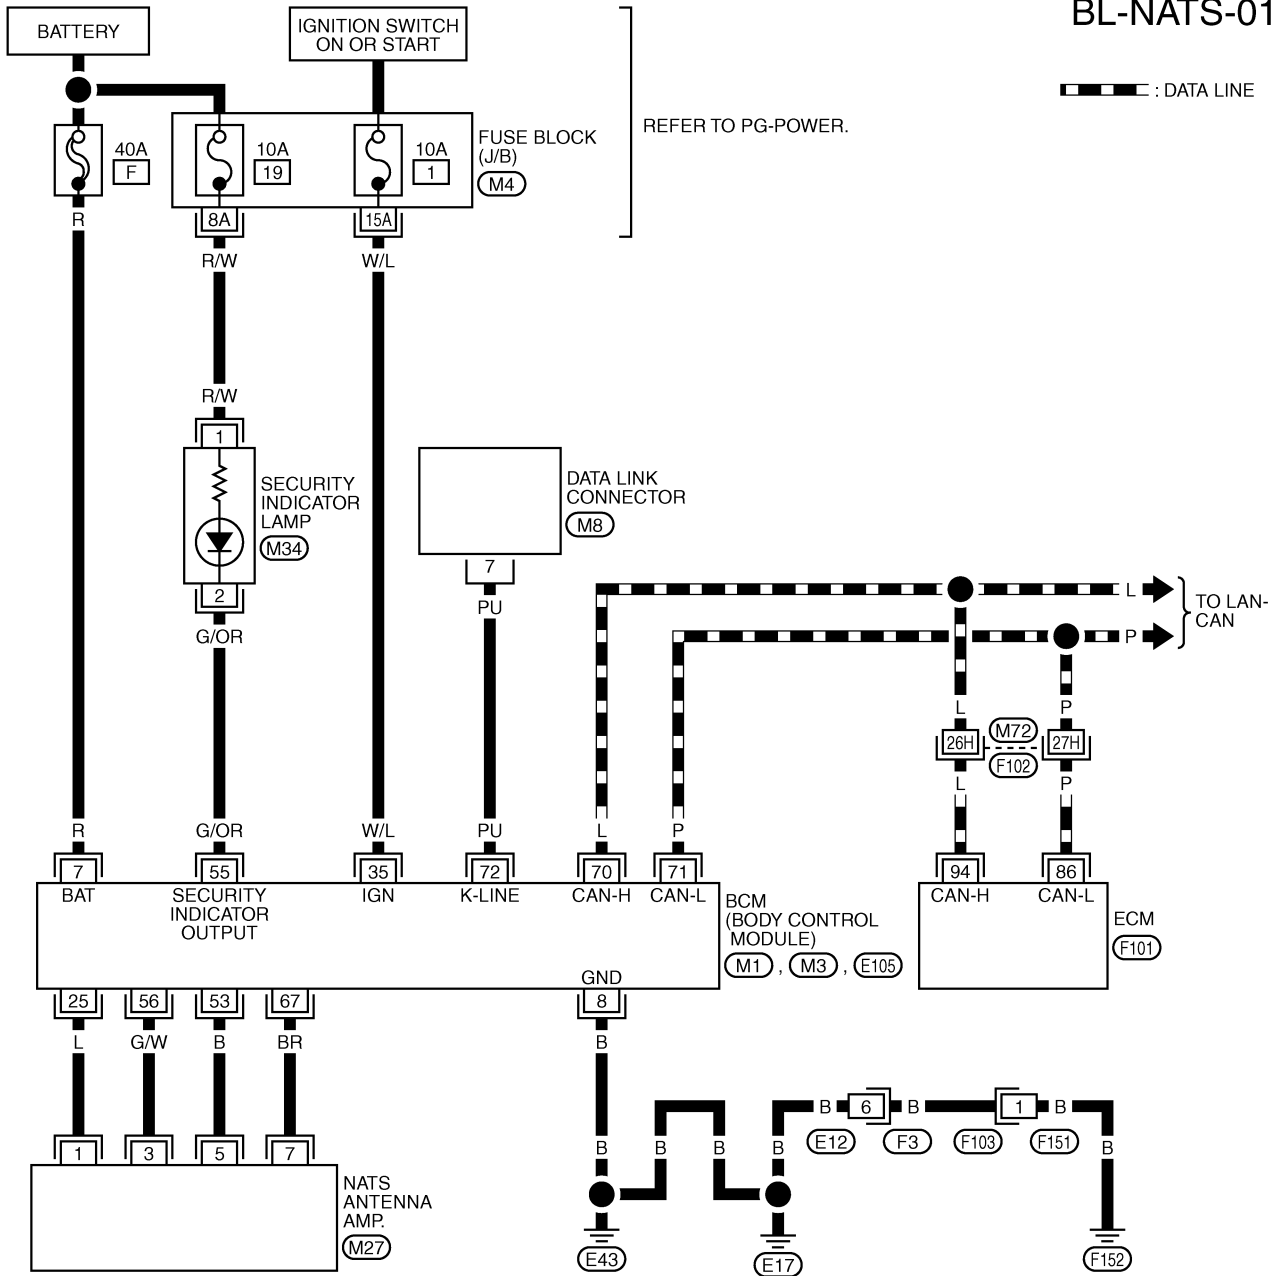 BL-NATS-01
BATTERY
IGNITION SWITCH
ON OR START
: DATA LINE
REFER TO PG-POWER.
40A
F
10A
19
10A
1
FUSE BLOCK
(J/B)
M4
R
8A
15A
R/W
W/L
R/W
1
SECURITY
INDICATOR
LAMP
M34
2
G/OR
DATA LINK
CONNECTOR
M8
7
PU
L
P
TO LAN-
CAN
L
P
26H
M72
27H
F102
L
P
R
G/OR
W/L
PU
L
P
7
55
35
72
70
71
94
86
BAT
SECURITY
INDICATOR
OUTPUT
IGN
K-LINE
CAN-H
CAN-L
BCM
(BODY CONTROL
MODULE)
M1 , M3 , E105
CAN-H
CAN-L
ECM
F101
GND
25
56
53
67
8
L
G/W
B
BR
B
1
3
5
7
NATS
ANTENNA
AMP.
M27
B
B
B
B
B
6
B
1
B
B
E12
F3
F103
F151
E43
E17
F152